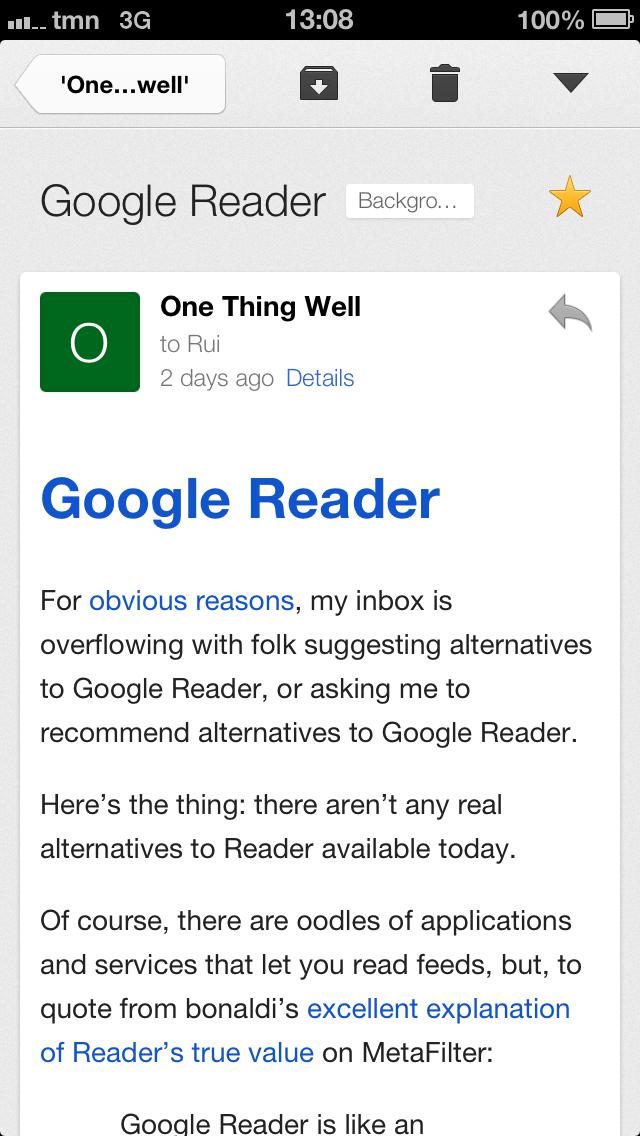 tmn 3G 13:08 100%
'One...well'
Google Reader Backgro...
O
One Thing Well
to Rui
2 days ago Details
Google Reader
For obvious reasons, my inbox is
overflowing with folk suggesting alternatives
to Google Reader, or asking me to
recommend alternatives to Google Reader.
Here’s the thing: there aren’t any real
alternatives to Reader available today.
Of course, there are oodles of applications
and services that let you read feeds, but, to
quote from bonaldi’s excellent explanation
of Reader’s true value on MetaFilter:
Google Reader is like an